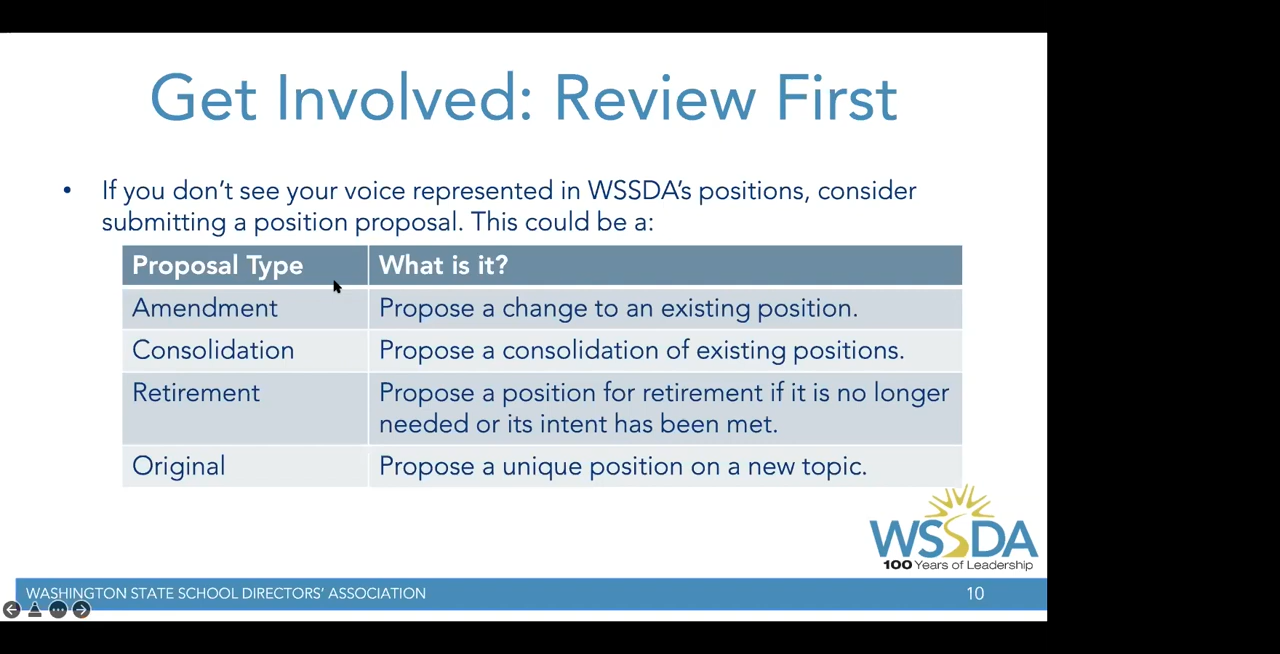 Get Involved: Review First
• If you don't see your voice represented in WSSDA's positions, consider
submitting a position proposal. This could be a:
Proposal Type What is it?
Amendment Propose a change to an existing position.
Consolidation Propose a consolidation of existing positions.
Retirement Propose a position for retirement if it is no longer
needed or its intent has been met.
Original Propose a unique position on a new topic.
WSSDA
100 Years of Leadership
WASHINGTON STATE SCHOOL DIRECTORS' ASSOCIATION 10